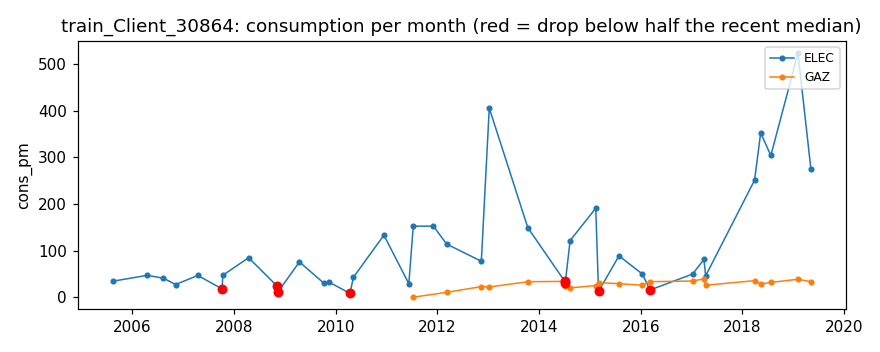 train_Client_30864: consumption per month (red = drop below half the recent median)
cons_pm
500
400
300
200
100
0
ELEC
GAZ
2006 2008 2010 2012 2014 2016 2018 2020